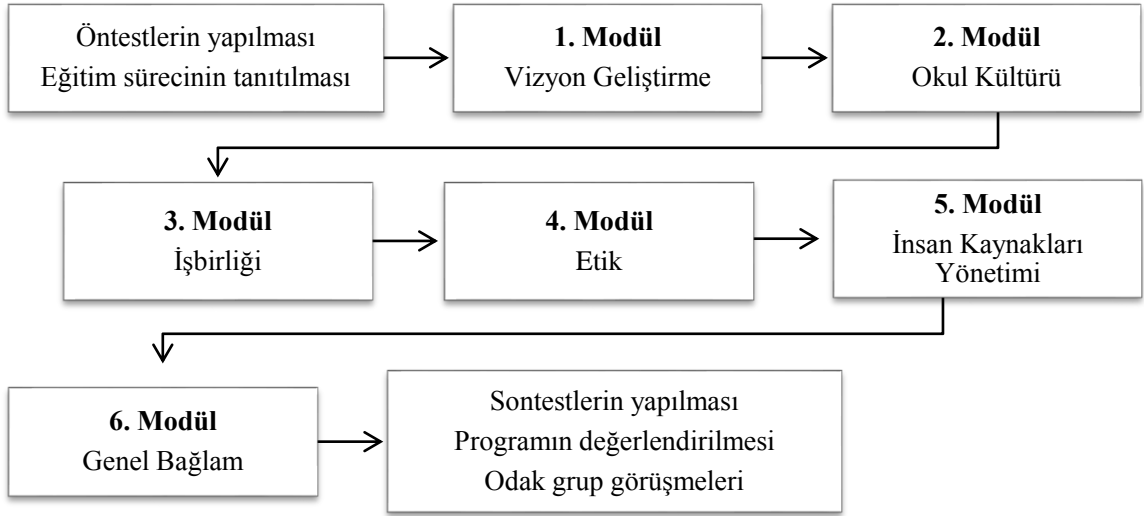 Öntestlerin yapılması
Eğitim sürecinin tanıtılması
1. Modül
Vizyon Geliştirme
2. Modül
Okul Kültürü
3. Modül
İşbirliği
4. Modül
Etik
5. Modül
İnsan Kaynakları
Yönetimi
6. Modül
Genel Bağlam
Sontestlerin yapılması
Programın değerlendirilmesi
Odak grup görüşmeleri